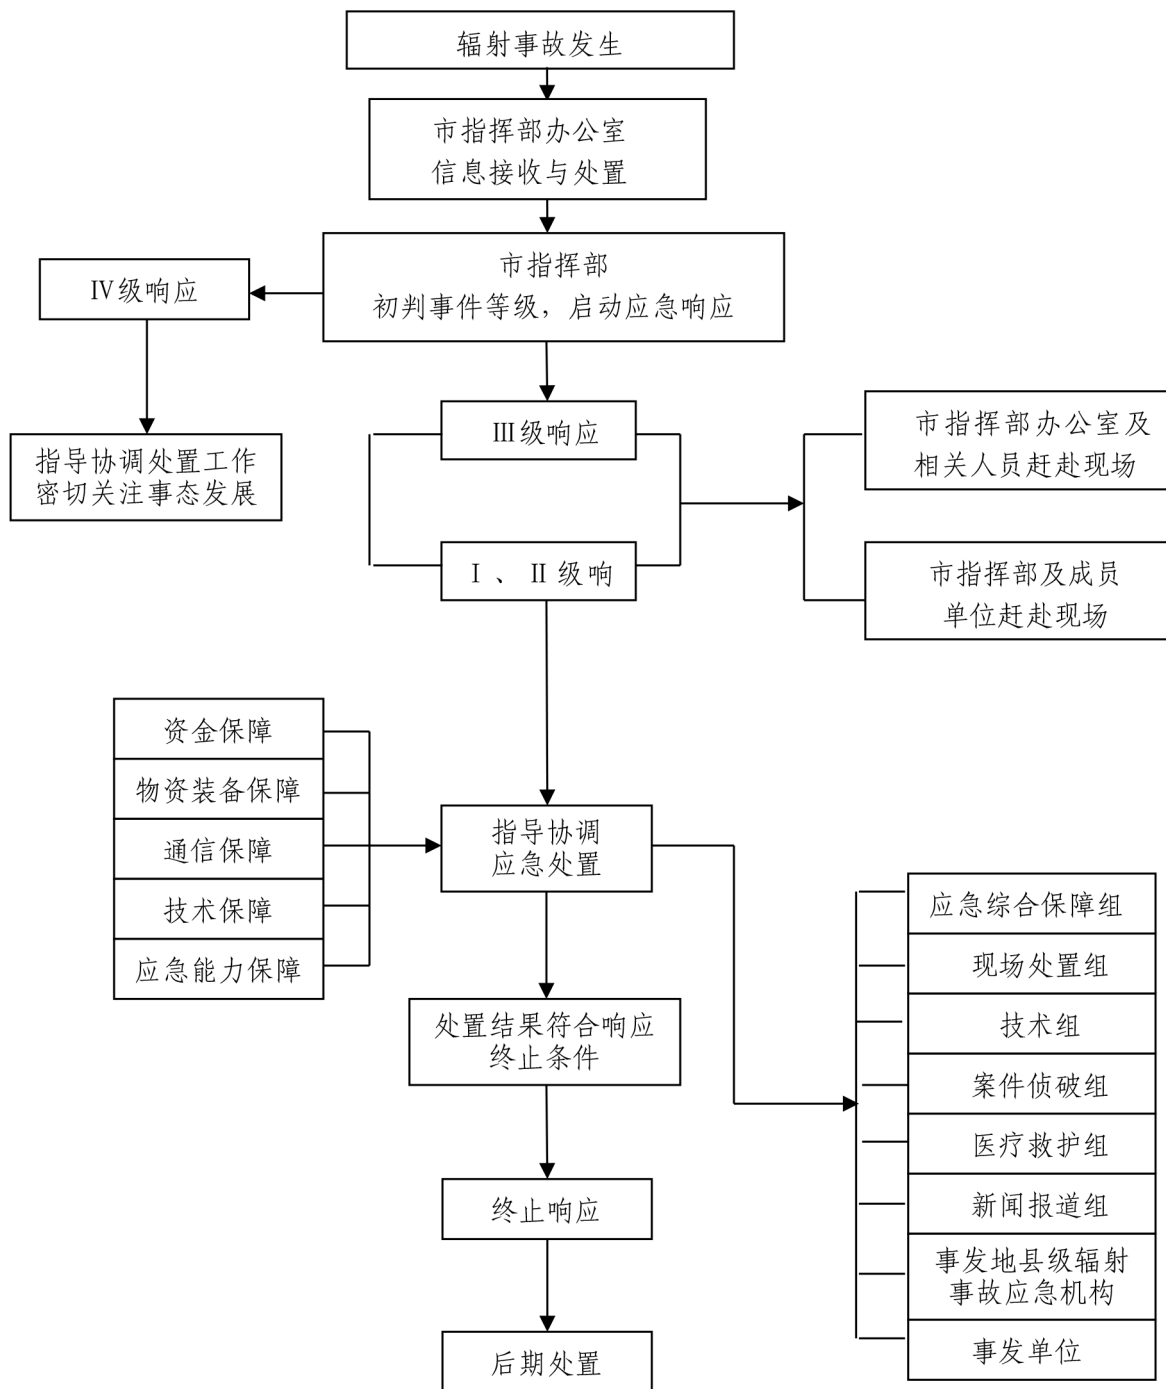 辐射事故发生
市指挥部办公室
信息接收与处置
市指挥部
初判事件等级，启动应急响应
Ⅳ级响应
指导协调处置工作
密切关注事态发展
Ⅲ级响应
Ⅰ、Ⅱ级响
市指挥部办公室及
相关人员赶赴现场
市指挥部及成员
单位赶赴现场
资金保障
物资装备保障
通信保障
技术保障
应急能力保障
指导协调
应急处置
应急综合保障组
现场处置组
技术组
案件侦破组
医疗救护组
新闻报道组
事发地县级辐射
事故应急机构
事发单位
处置结果符合响应
终止条件
终止响应
后期处置